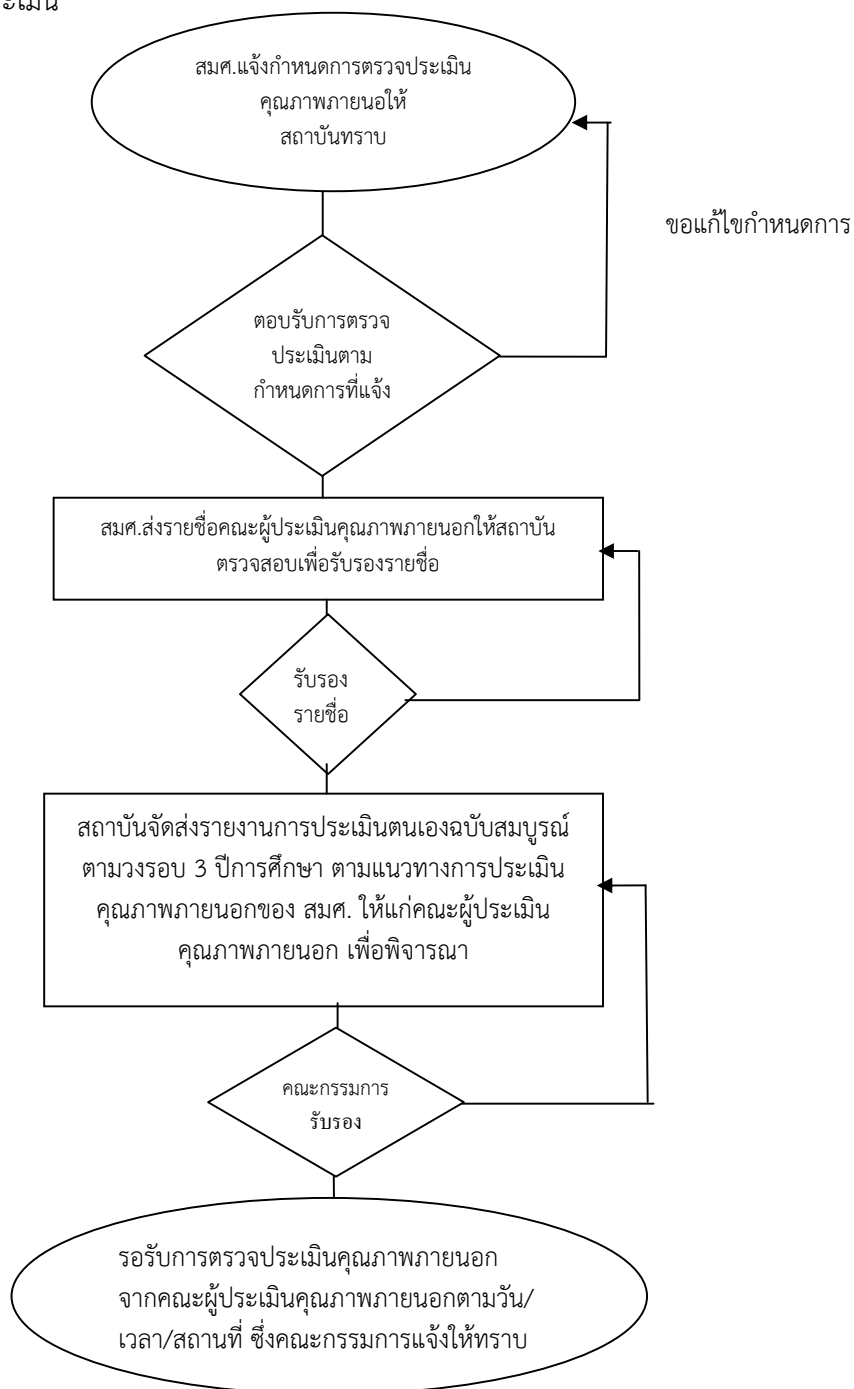 สมศ.แจ้งกำหนดการตรวจประเมิน
คุณภาพภายนอให้
สถาบันทราบ
ขอแก้ไขกำหนดการ
ตอบรับการตรวจ
ประเมินตาม
กำหนดการที่แจ้ง
สมศ.ส่งรายชื่อคณะผู้ประเมินคุณภาพภายนอกให้สถาบัน
ตรวจสอบเพื่อรับรองรายชื่อ
รับรอง
รายชื่อ
สถาบันจัดส่งรายงานการประเมินตนเองฉบับสมบูรณ์
ตามวงรอบ 3 ปีการศึกษา ตามแนวทางการประเมิน
คุณภาพภายนอกของ สมศ. ให้แก่คณะผู้ประเมิน
คุณภาพภายนอก เพื่อพิจารณา
คณะกรรมการ
รับรอง
รอรับการตรวจประเมินคุณภาพภายนอก
จากคณะผู้ประเมินคุณภาพภายนอกตามวัน/
เวลา/สถานที่ ซึ่งคณะกรรมการแจ้งให้ทราบ